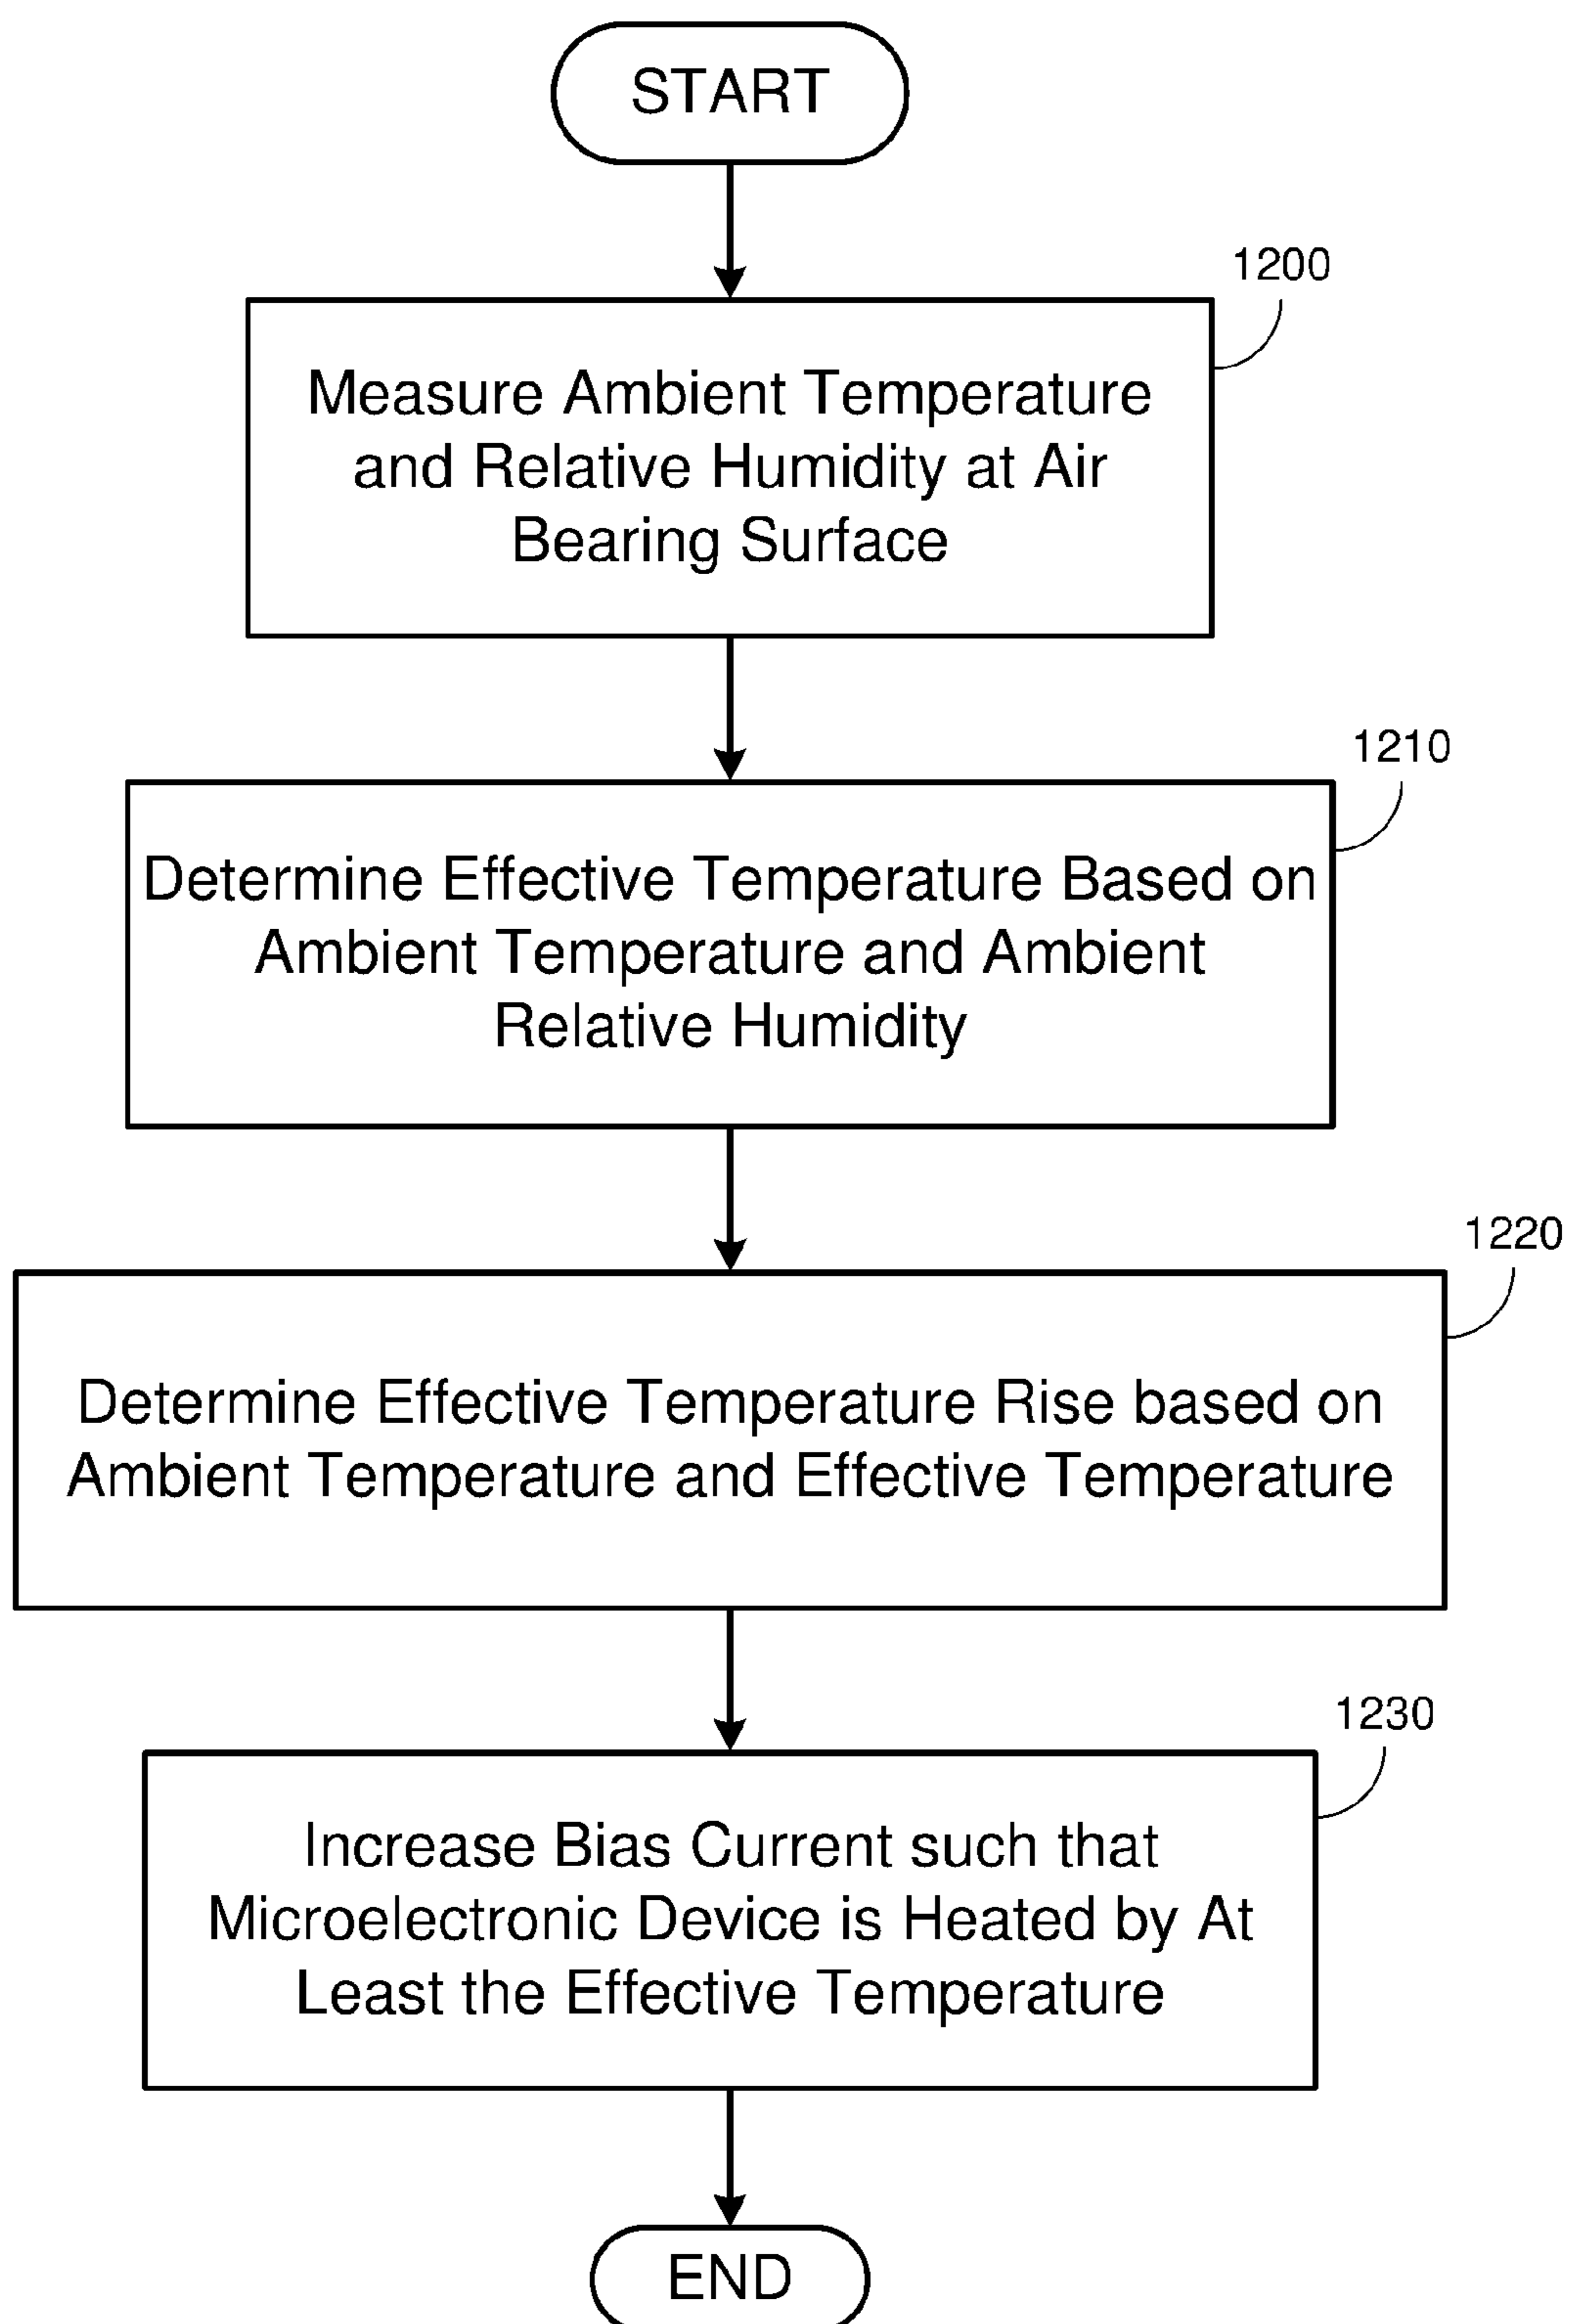 START
1200
Measure Ambient Temperature
and Relative Humidity at Air
Bearing Surface
1210
Determine Effective Temperature Based on
Ambient Temperature and Ambient
Relative Humidity
1220
Determine Effective Temperature Rise based on
Ambient Temperature and Effective Temperature
1230
Increase Bias Current such that
Microelectronic Device is Heated by At
Least the Effective Temperature
END